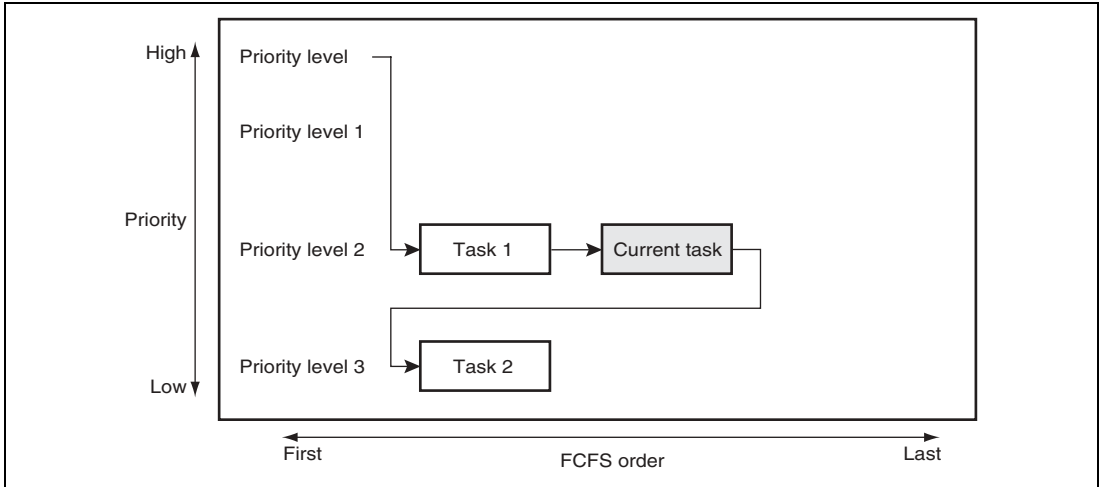 High
Priority level
Priority level 1
Priority
Priority level 2
Task 1
Current task
Priority level 3
Task 2
Low
First
FCFS order
Last